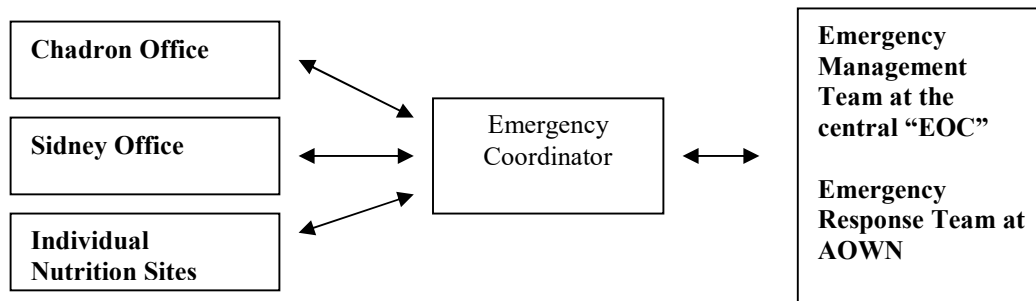 Chadron Office
Sidney Office
Individual
Nutrition Sites
Emergency
Coordinator
Emergency
Management
Team at the
central “EOC”
Emergency
Response Team at
AOWN